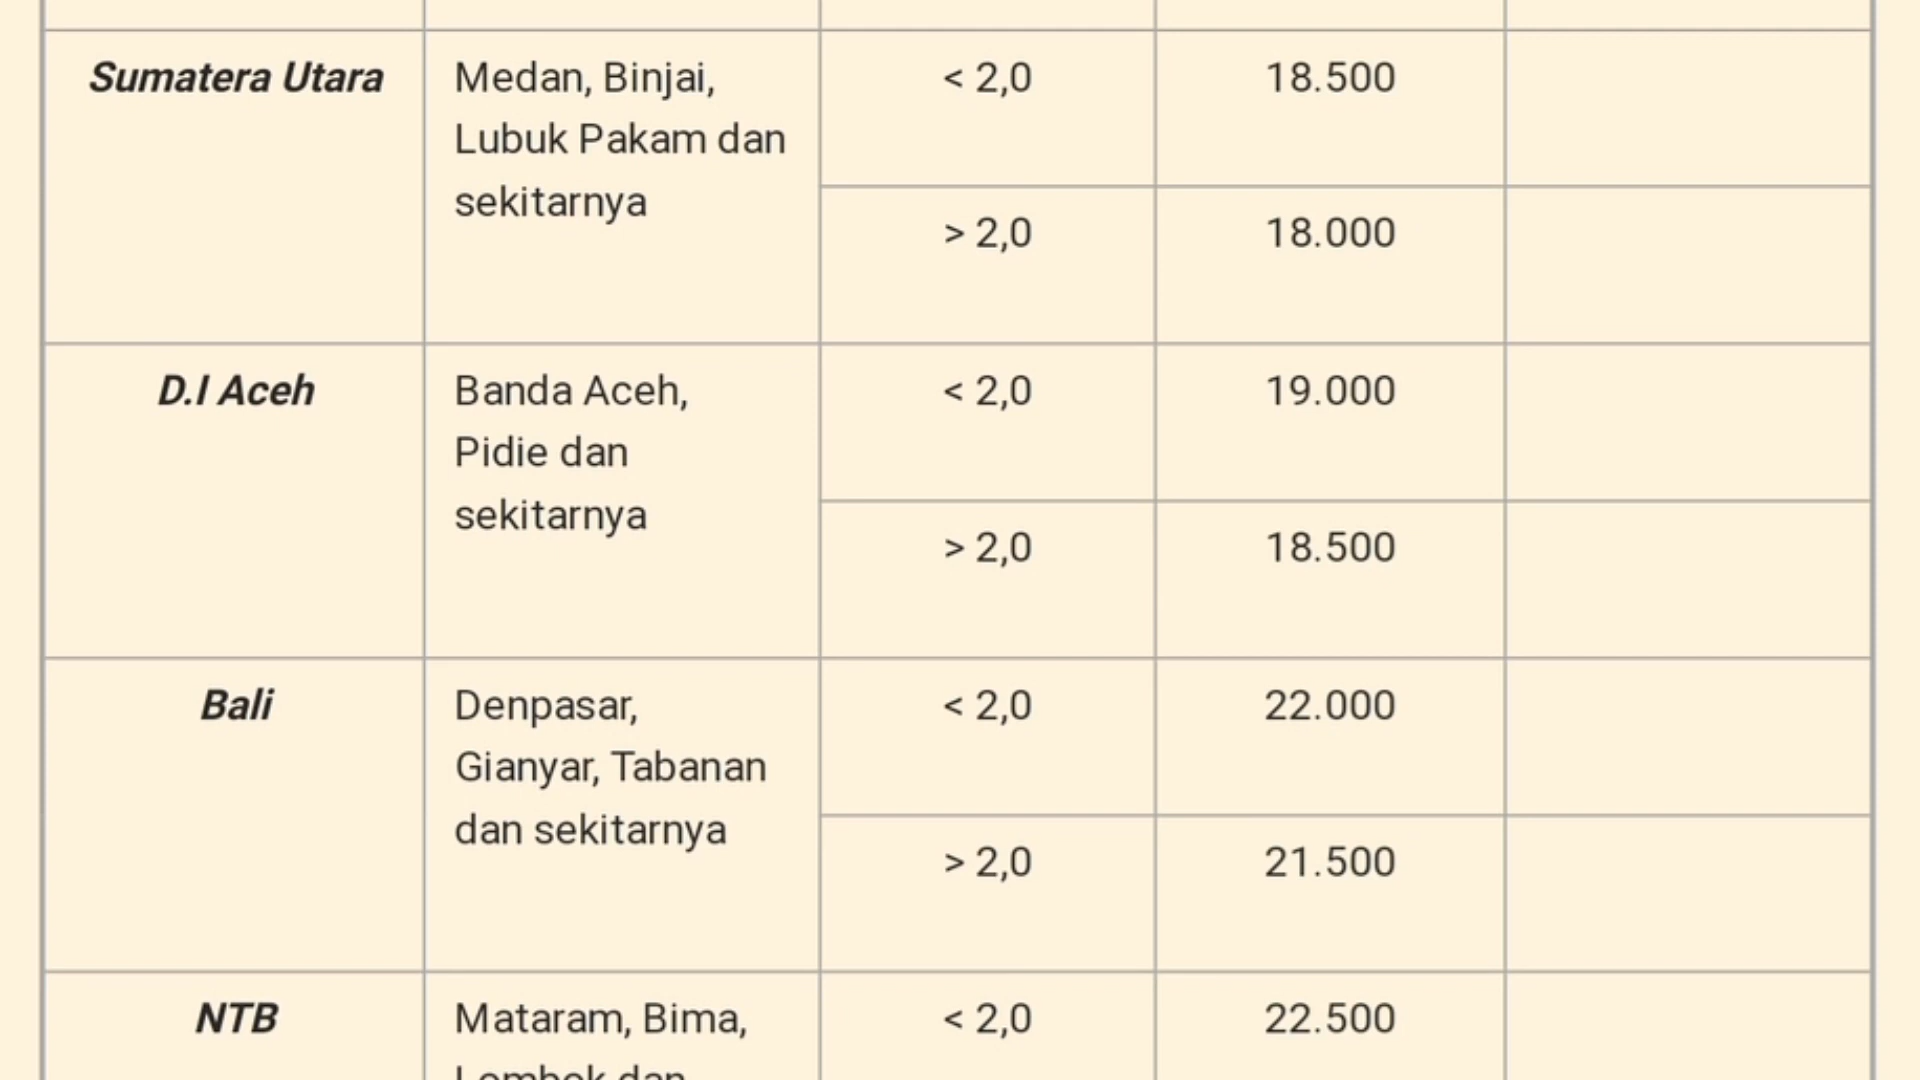 Sumatera Utara
Medan, Binjai,
Lubuk Pakam dan
sekitarnya
< 2,0
18.500
> 2,0
18.000
D.I Aceh
Banda Aceh,
Pidie dan
sekitarnya
< 2,0
19.000
> 2,0
18.500
Bali
Denpasar,
Gianyar, Tabanan
dan sekitarnya
< 2,0
22.000
> 2,0
21.500
NTB
Mataram, Bima,
Lombok dan
< 2,0
22.500